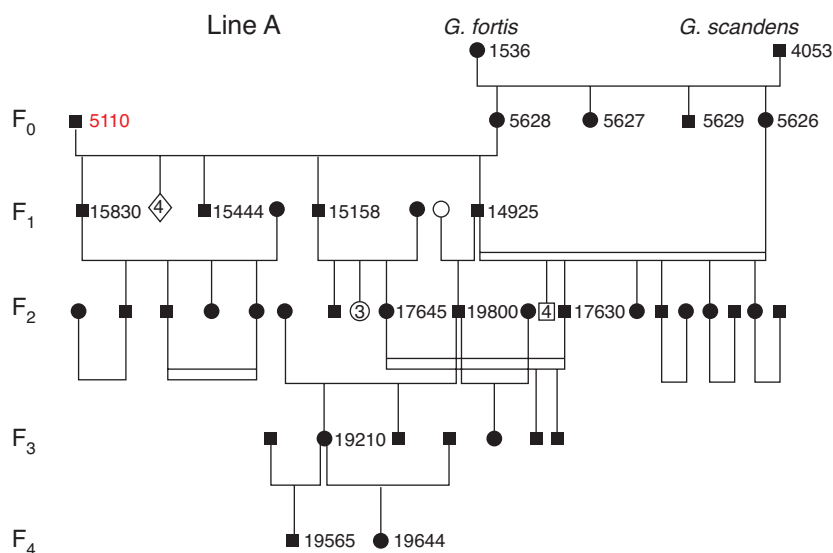 Line A
G. fortis G. scandens
1536 4053
F0 5110 5628 5627 5629 5626
F1 15830 4 15444 15158 14925
F2 3 17645 19800 4 17630
F3 19210
F4 19565 19644